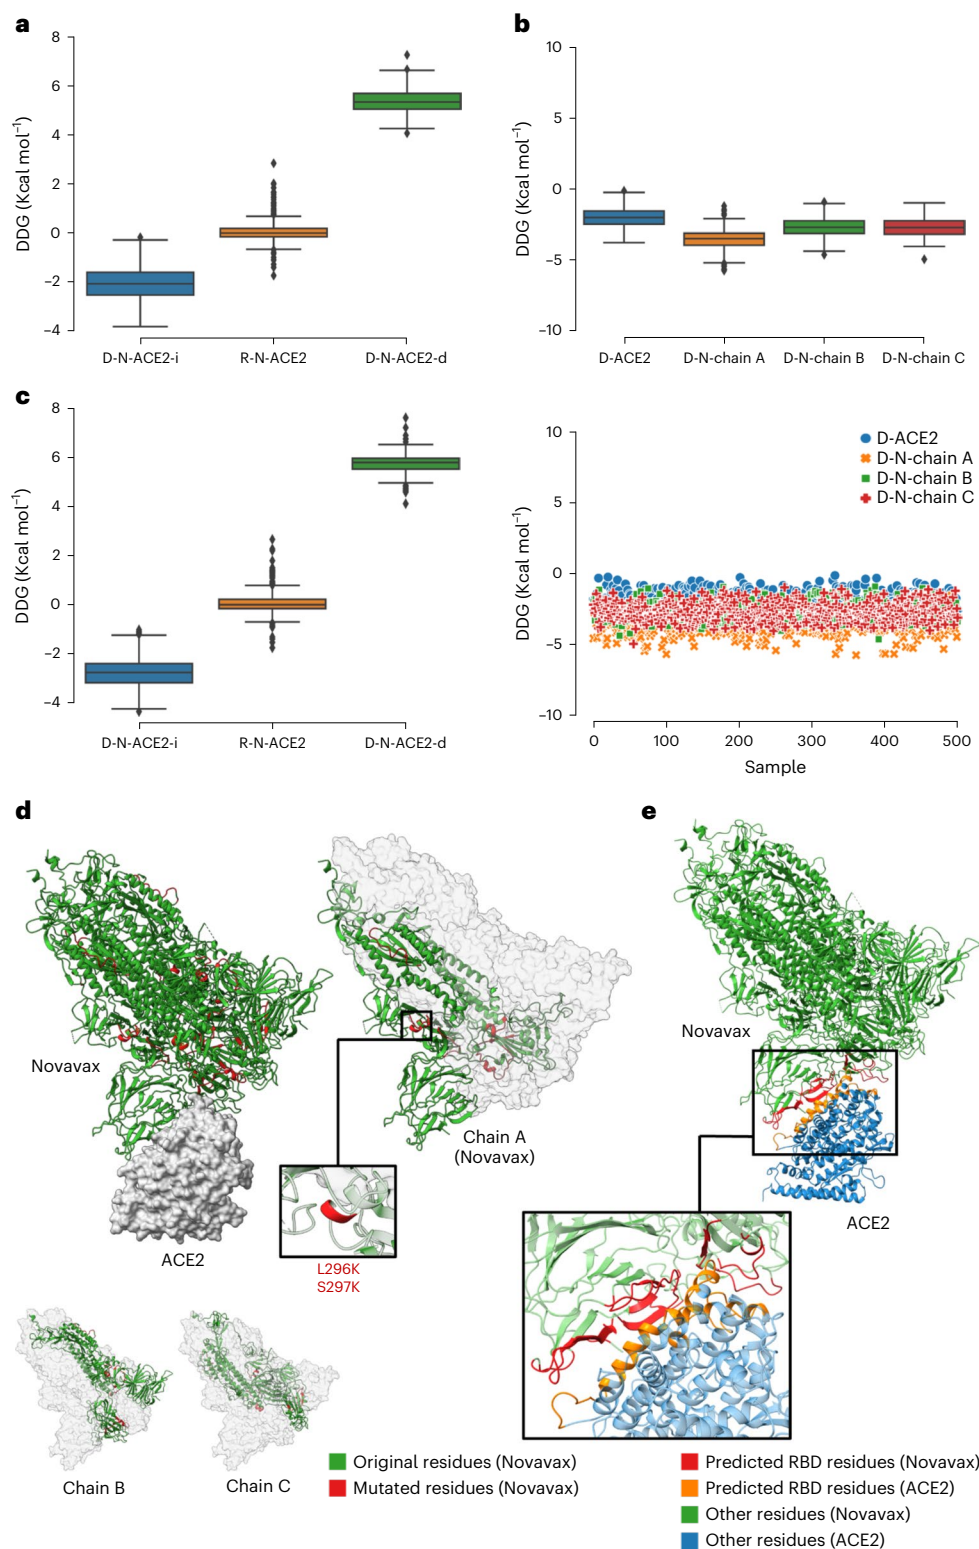 a
8
6
4
2
0
−2
−4
DDG (Kcal mol−1)
D-N-ACE2-i
R-N-ACE2
D-N-ACE2-d
b
10
5
0
−5
−10
DDG (Kcal mol−1)
D-ACE2
D-N-chain A
D-N-chain B
D-N-chain C
c
8
6
4
2
0
−2
−4
DDG (Kcal mol−1)
D-N-ACE2-i
R-N-ACE2
D-N-ACE2-d
10
5
0
−5
−10
DDG (Kcal mol−1)
D-ACE2
D-N-chain A
D-N-chain B
D-N-chain C
0
100
200
300
400
500
Sample
d
Novavax
ACE2
Chain A
(Novavax)
L296K
S297K
Chain B
Chain C
Original residues (Novavax)
Mutated residues (Novavax)
e
Novavax
ACE2
Predicted RBD residues (Novavax)
Predicted RBD residues (ACE2)
Other residues (Novavax)
Other residues (ACE2)